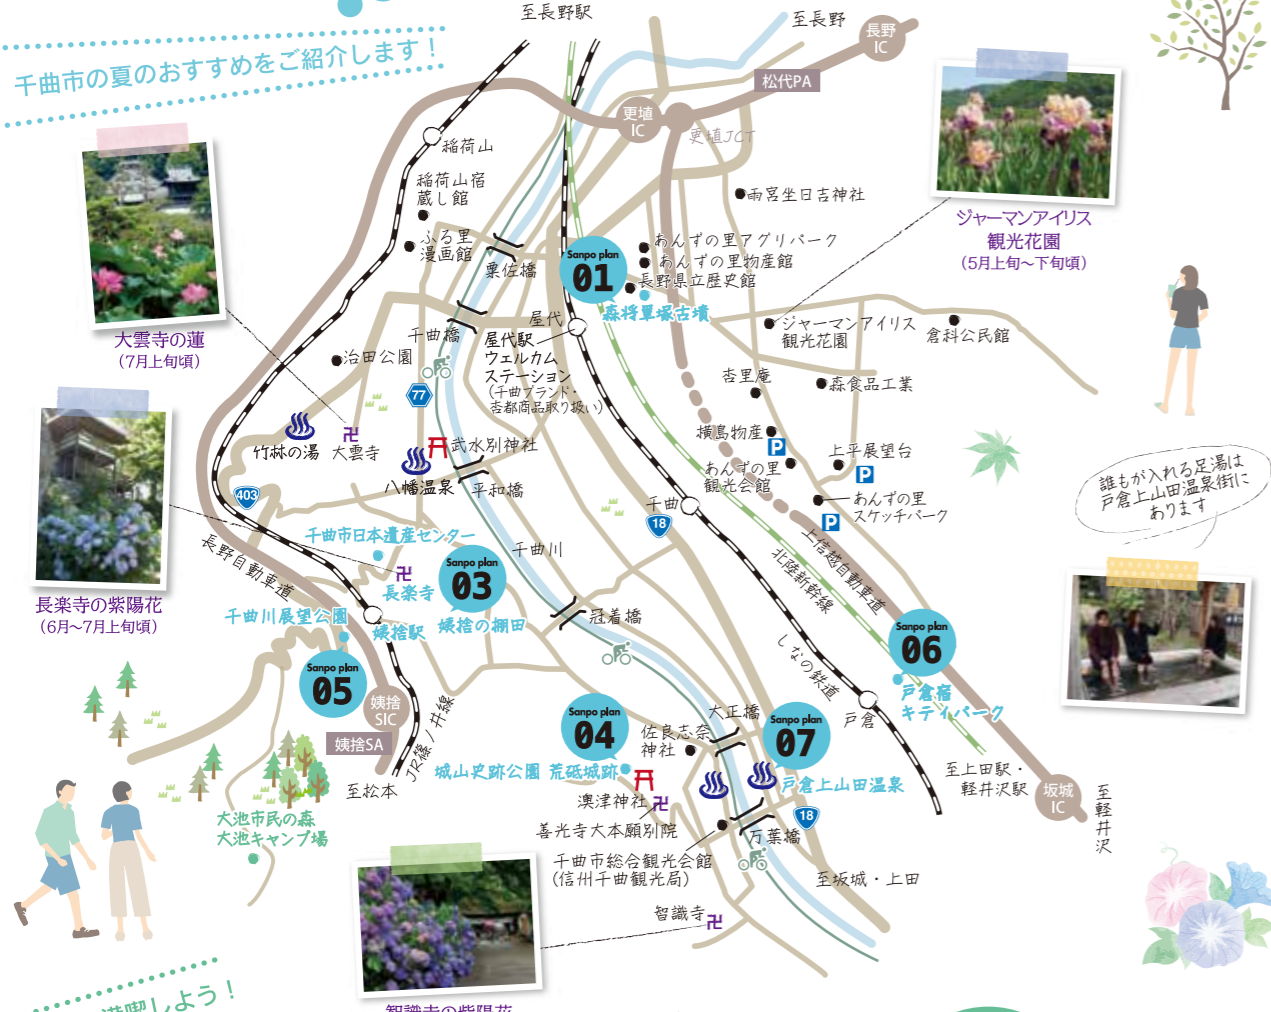 千曲市の夏のおすすめをご紹介します！
至長野駅
至長野
長野
IC
松代PA
更埴
IC
更埴JCT
稲荷山
稲荷山宿
蔵し館
ふる里
漫画館
粟佐橋
雨宮坐日吉神社
ジャーマンアイリス
観光花園
（5月上旬〜下旬頃）
Sanpo plan
01
あんずの里アグリパーク
あんずの里物産館
長野県立歴史館
森将軍塚古墳
大雲寺の蓮
（7月上旬頃）
千曲橋
屋代
屋代駅
ウェルカム
ステーション
（千曲ブランド・
杏都商品取り扱い）
治田公園
ジャーマンアイリス
観光花園
倉科公民館
77
杏里庵
森食品工業
横島物産
P
上平展望台
P
あんずの里
観光会館
あんずの里
スケッチパーク
P
竹林の湯
大雲寺
武水別神社
八幡温泉
平和橋
403
千曲
18
誰もが入れる足湯は
戸倉上山田温泉街に
あります
長野自動車道
千曲市日本遺産センター
千曲川
上信越自動車道
北陸新幹線
長楽寺の紫陽花
（6月〜7月上旬頃）
長楽寺
Sanpo plan
03
姨捨の棚田
千曲川展望公園
姨捨駅
冠着橋
しなの鉄道
Sanpo plan
06
戸倉宿
キティパーク
Sanpo plan
05
姨捨
SIC
姨捨SA
JR篠ノ井線
至松本
Sanpo plan
04
城山史跡公園 荒砥城跡
佐良志奈
神社
大正橋
Sanpo plan
07
戸倉上山田温泉
戸倉
至上田駅・
軽井沢駅
坂城
IC
至軽井沢
大池市民の森
大池キャンプ場
澳津神社
善光寺大本願別院
18
万葉橋
千曲市総合観光会館
（信州千曲観光局）
至坂城・上田
智識寺
智識寺の紫陽花
満喫しよう！